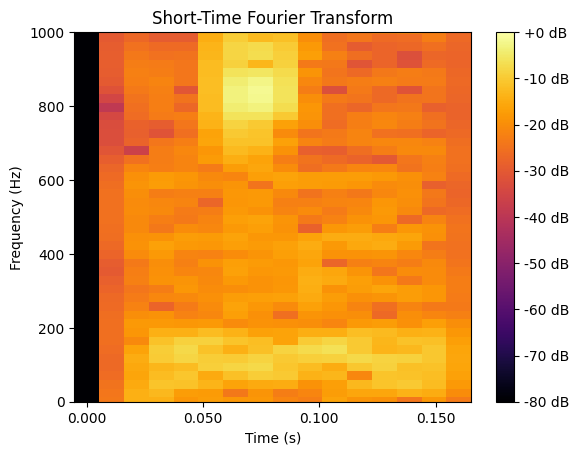 Short-Time Fourier Transform
Frequency (Hz)
1000
800
600
400
200
0
0.000
0.050
0.100
0.150
Time (s)
+0 dB
-10 dB
-20 dB
-30 dB
-40 dB
-50 dB
-60 dB
-70 dB
-80 dB